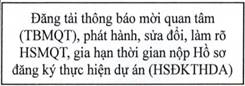 Đăng tải thông báo mời quan tâm
(TBMQT), phát hành, sửa đổi, làm rõ
HSMQT, gia hạn thời gian nộp Hồ sơ
đăng ký thực hiện dự án (HSĐKTHDA)